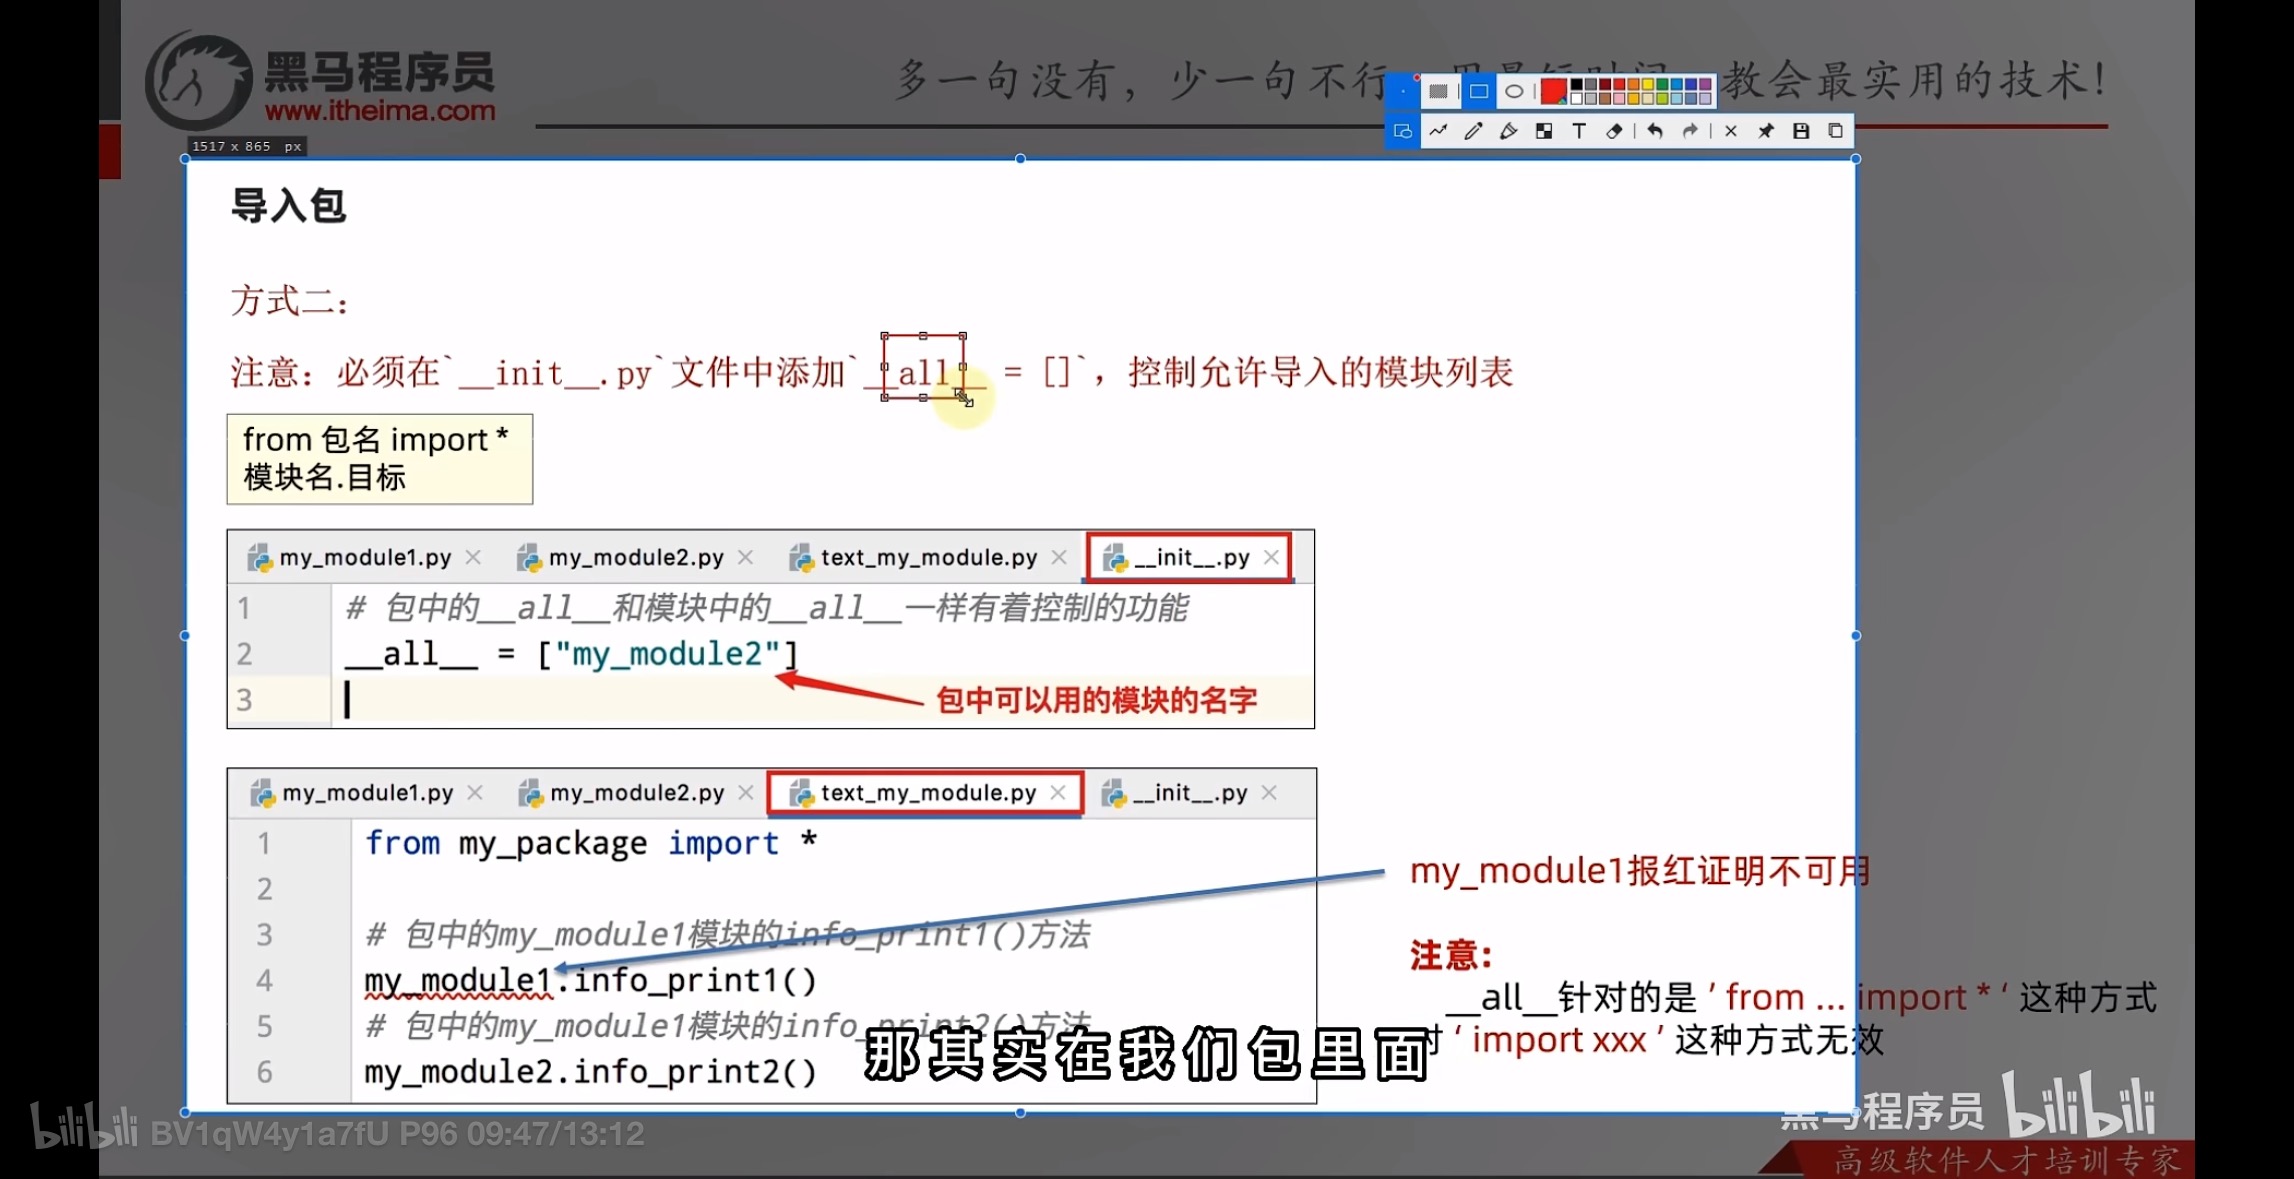 黑马程序员
www.itheima.com
多一句没有，少一句不行，用最短时间，教会最实用的技术！
1517 x 865 px
导入包
方式二：
注意：必须在`__init__.py`文件中添加`__all__ = []`，控制允许导入的模块列表
from 包名 import *
模块名.目标
my_module1.py
my_module2.py
text_my_module.py
__init__.py
1 # 包中的__all__和模块中的__all__一样有着控制的功能
2 __all__ = ["my_module2"]
3
包中可以用的模块的名字
my_module1.py
my_module2.py
text_my_module.py
__init__.py
1 from my_package import *
2
3 # 包中的my_module1模块的info_print1()方法
4 my_module1.info_print1()
5 # 包中的my_module1模块的info_print2()方法
6 my_module2.info_print2()
my_module1报红证明不可用
注意：
__all__针对的是 ’ from ... import * ‘ 这种方式
对 ‘ import xxx ’ 这种方式无效
那其实在我们包里面
黑马程序员 bilibili
bilibili BV1qW4y1a7fU P96 09:47/13:12
高级软件人才培训专家